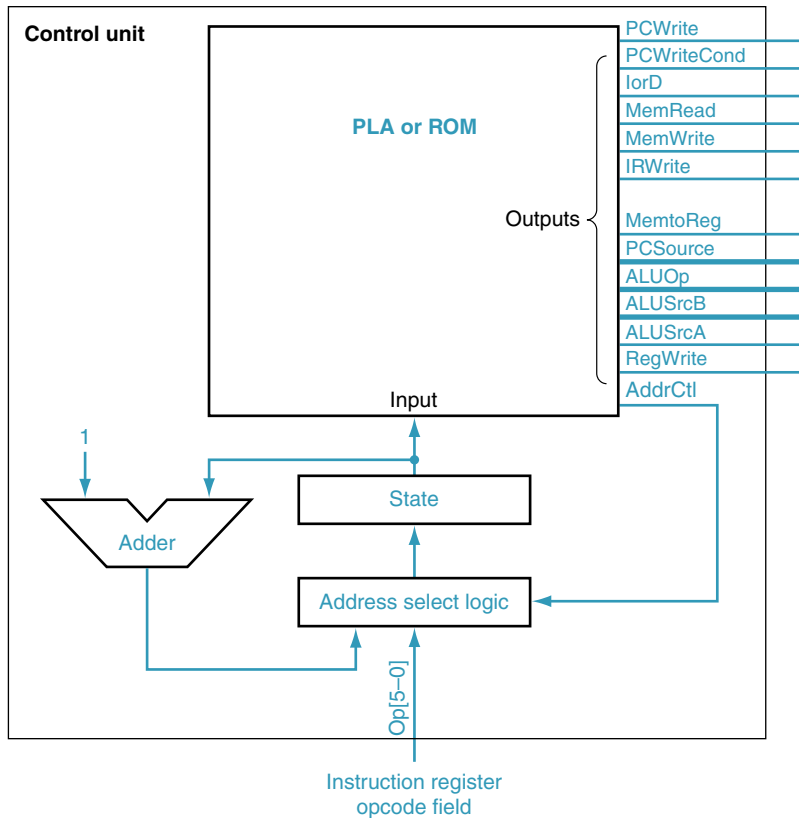 Control unit
PLA or ROM
Outputs
PCWrite
PCWriteCond
IorD
MemRead
MemWrite
IRWrite
MemtoReg
PCSource
ALUOp
ALUSrcB
ALUSrcA
RegWrite
AddrCtl
Input
1
State
Adder
Address select logic
Op[5–0]
Instruction register
opcode field